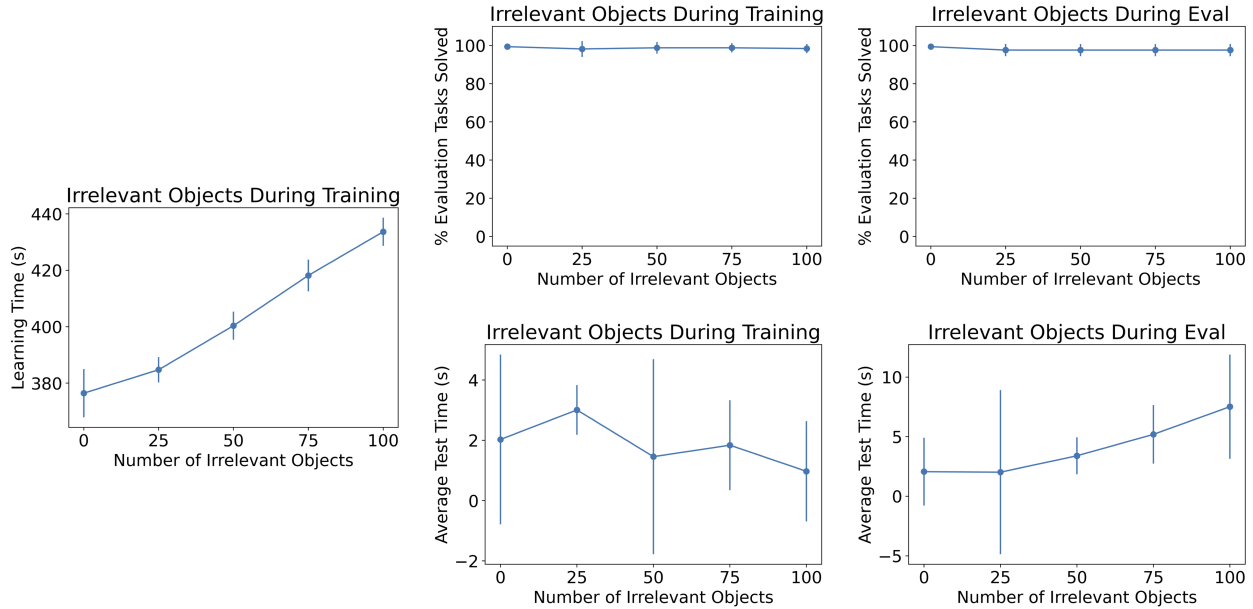 Irrelevant Objects During Training
440
420
400
380
Learning Time (s)
0 25 50 75 100
Number of Irrelevant Objects
Irrelevant Objects During Training
100
80
60
40
20
0
% Evaluation Tasks Solved
0 25 50 75 100
Number of Irrelevant Objects
Irrelevant Objects During Eval
100
80
60
40
20
0
% Evaluation Tasks Solved
0 25 50 75 100
Number of Irrelevant Objects
Irrelevant Objects During Training
4
2
0
−2
Average Test Time (s)
0 25 50 75 100
Number of Irrelevant Objects
Irrelevant Objects During Eval
10
5
0
−5
Average Test Time (s)
0 25 50 75 100
Number of Irrelevant Objects